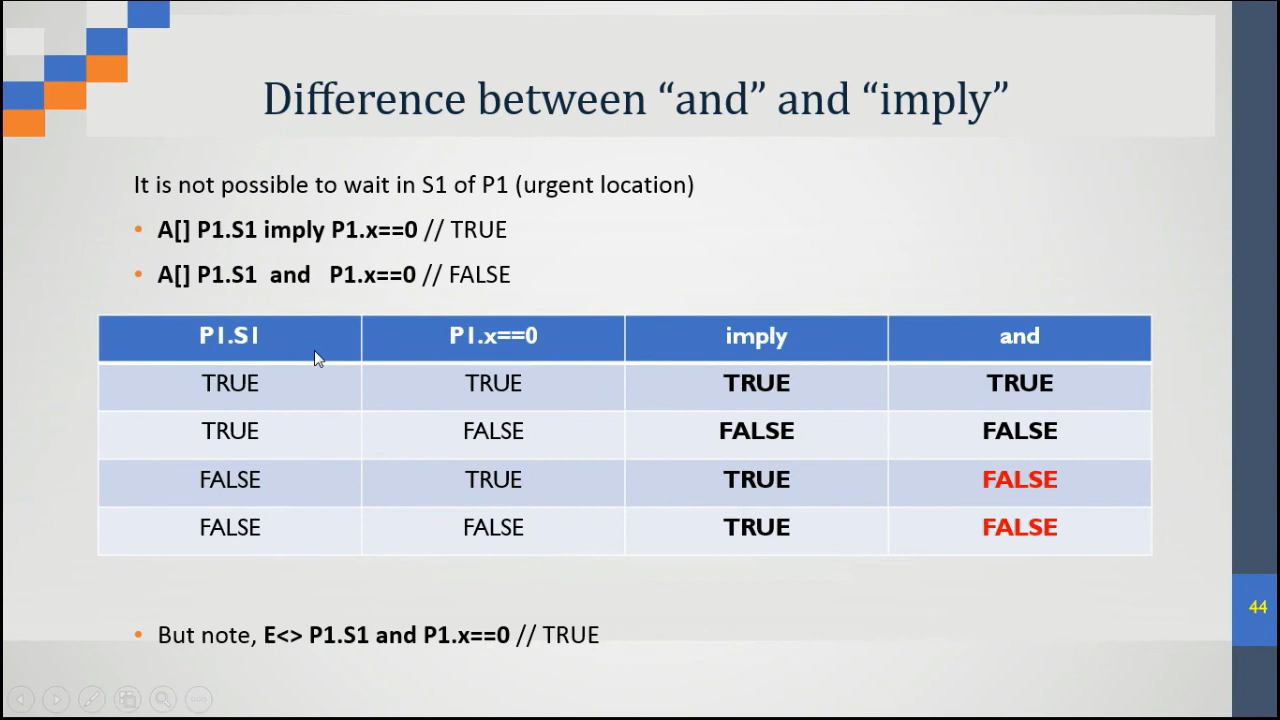 Difference between “and” and “imply”
It is not possible to wait in S1 of P1 (urgent location)
• A[] P1.S1 imply P1.x==0 // TRUE
• A[] P1.S1 and P1.x==0 // FALSE
P1.S1 P1.x==0 imply and
TRUE TRUE TRUE TRUE
TRUE FALSE FALSE FALSE
FALSE TRUE TRUE FALSE
FALSE FALSE TRUE FALSE
44
• But note, E<> P1.S1 and P1.x==0 // TRUE